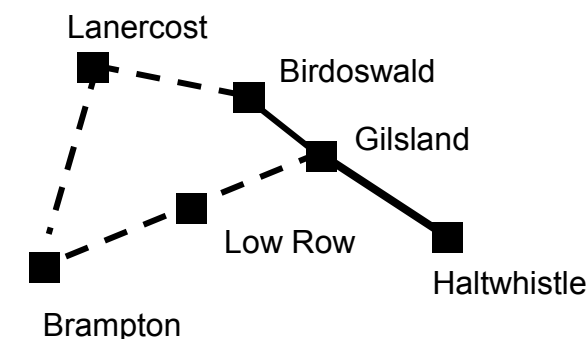 Lanercost
Birdoswald
Gilsland
Low Row
Haltwhistle
Brampton